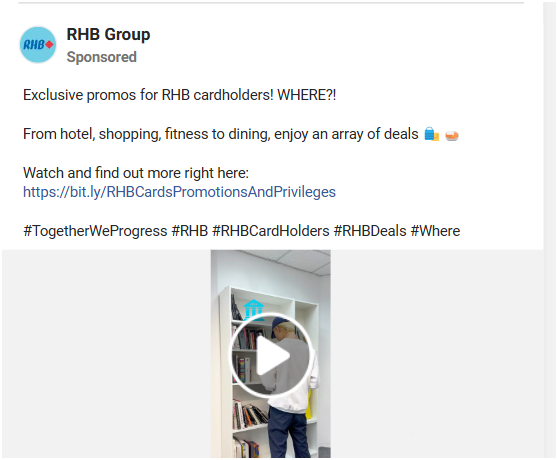 RHB
RHB Group
Sponsored
Exclusive promos for RHB cardholders! WHERE?!
From hotel, shopping, fitness to dining, enjoy an array of deals 🛍️ 🍤
Watch and find out more right here:
https://bit.ly/RHBCardsPromotionsAndPrivileges
#TogetherWeProgress #RHB #RHBCardHolders #RHBDeals #Where